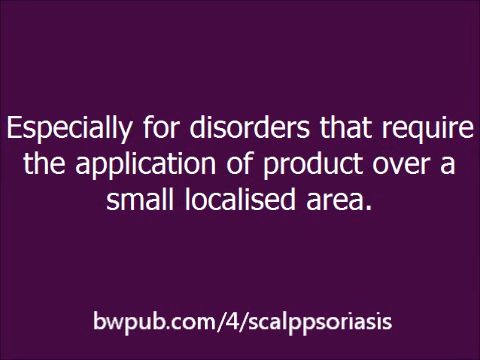 Especially for disorders that require
the application of product over a
small localised area.
bwpub.com/4/scalppsoriasis